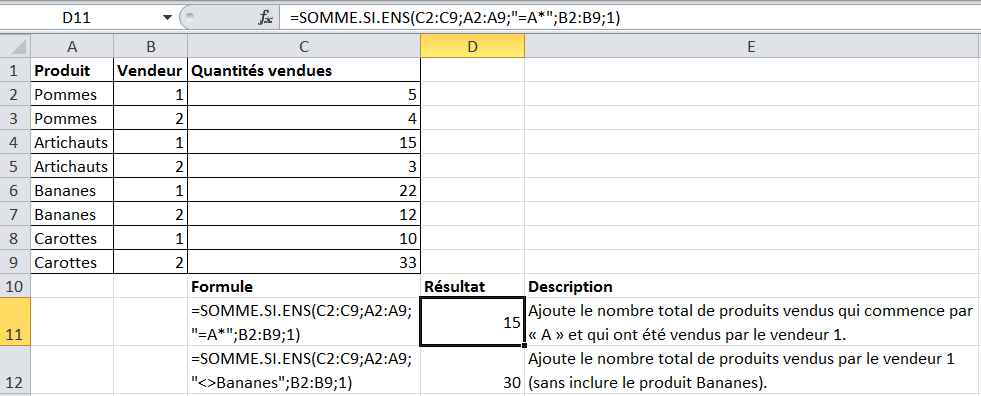 D11 fx =SOMME.SI.ENS(C2:C9;A2:A9;"=A*";B2:B9;1)
A B C D E
1 Produit Vendeur Quantités vendues
2 Pommes 1 5
3 Pommes 2 4
4 Artichauts 1 15
5 Artichauts 2 3
6 Bananes 1 22
7 Bananes 2 12
8 Carottes 1 10
9 Carottes 2 33
10 Formule Résultat Description
=SOMME.SI.ENS(C2:C9;A2:A9; Ajoute le nombre total de produits vendus qui commence par
11 "=A*";B2:B9;1) 15 « A » et qui ont été vendus par le vendeur 1.
=SOMME.SI.ENS(C2:C9;A2:A9; Ajoute le nombre total de produits vendus par le vendeur 1
12 "<>Bananes";B2:B9;1) 30 (sans inclure le produit Bananes).